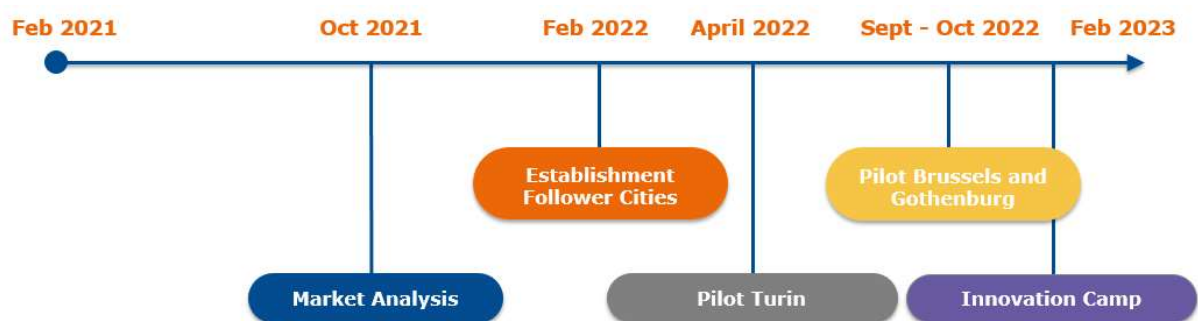 Feb 2021
Oct 2021
Feb 2022
April 2022
Sept - Oct 2022
Feb 2023
Establishment
Follower Cities
Pilot Brussels and
Gothenburg
Market Analysis
Pilot Turin
Innovation Camp